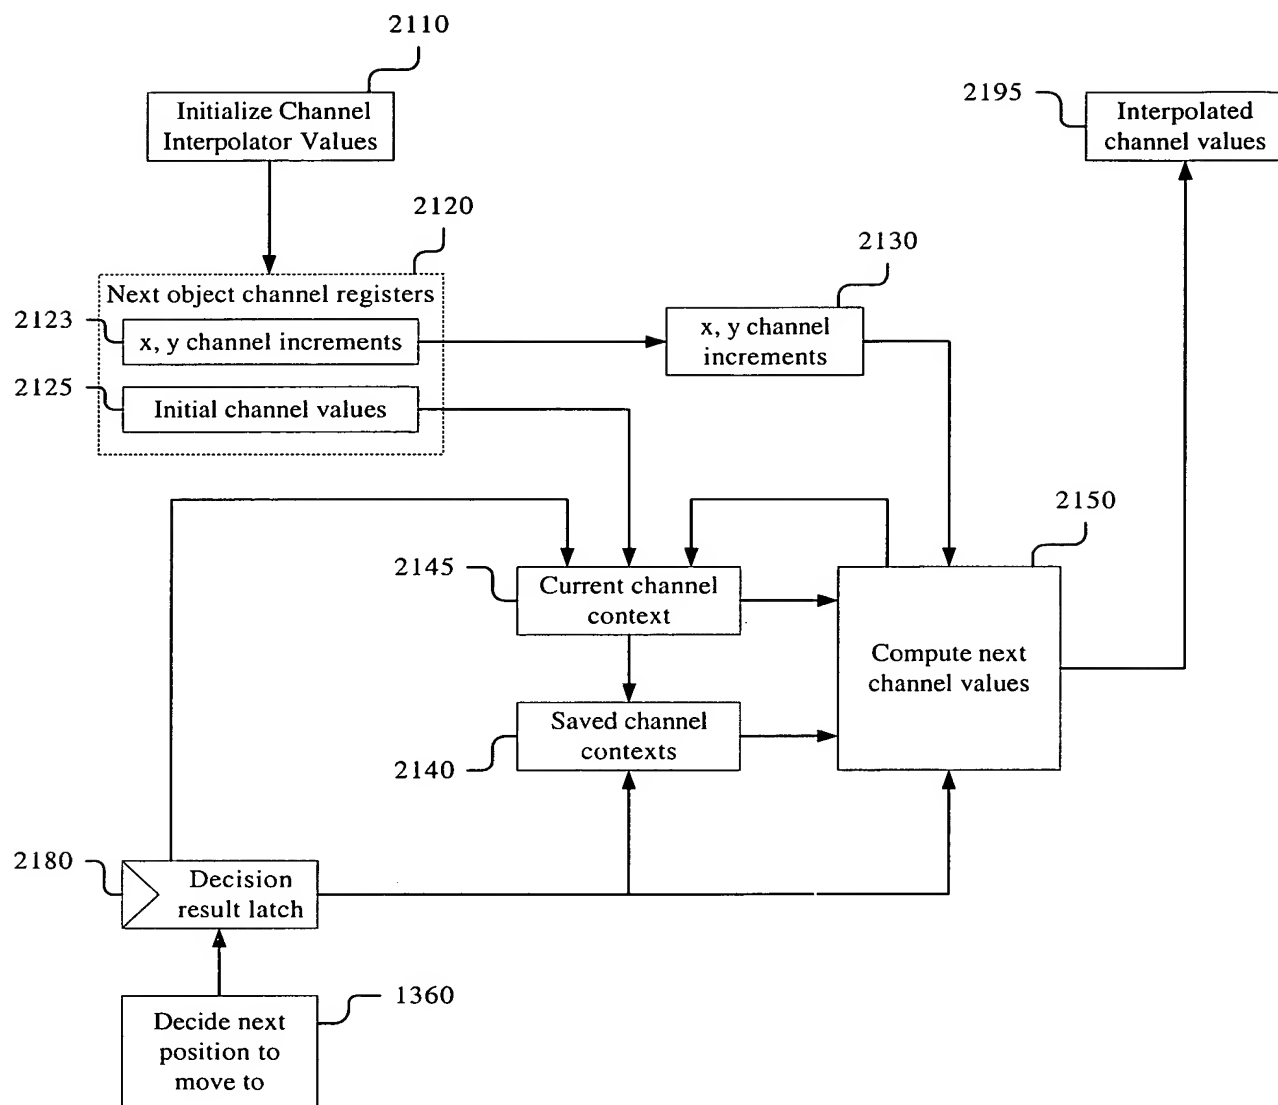 2110
Initialize Channel
Interpolator Values
2195
Interpolated
channel values
2120
2130
Next object channel registers
2123
x, y channel increments
x, y channel
increments
2125
Initial channel values
2150
2145
Current channel
context
Compute next
channel values
Saved channel
contexts
2140
2180
Decision
result latch
1360
Decide next
position to
move to